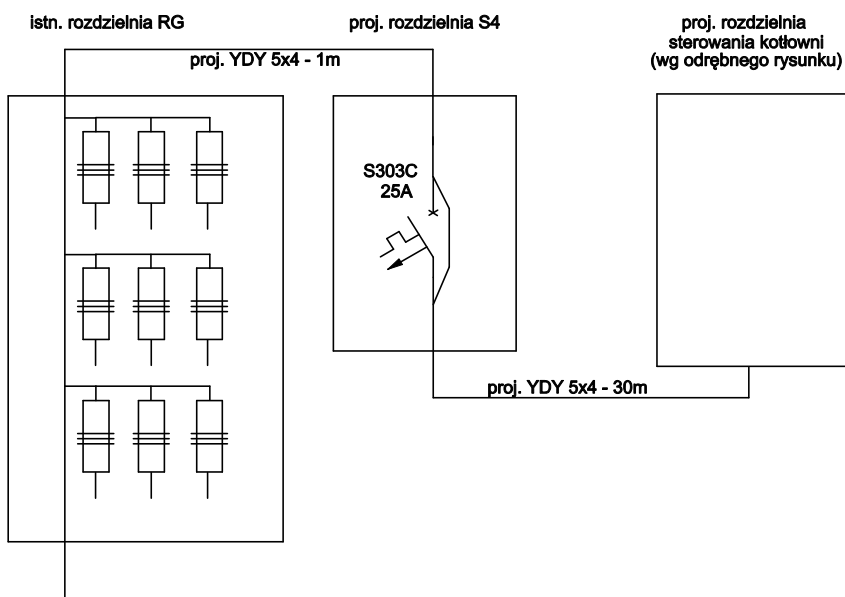 istn. rozdzielnia RG
proj. rozdzielnia S4
proj. rozdzielnia
sterowania kotłowni
(wg odrębnego rysunku)
proj. YDY 5x4 - 1m
S303C
25A
proj. YDY 5x4 - 30m